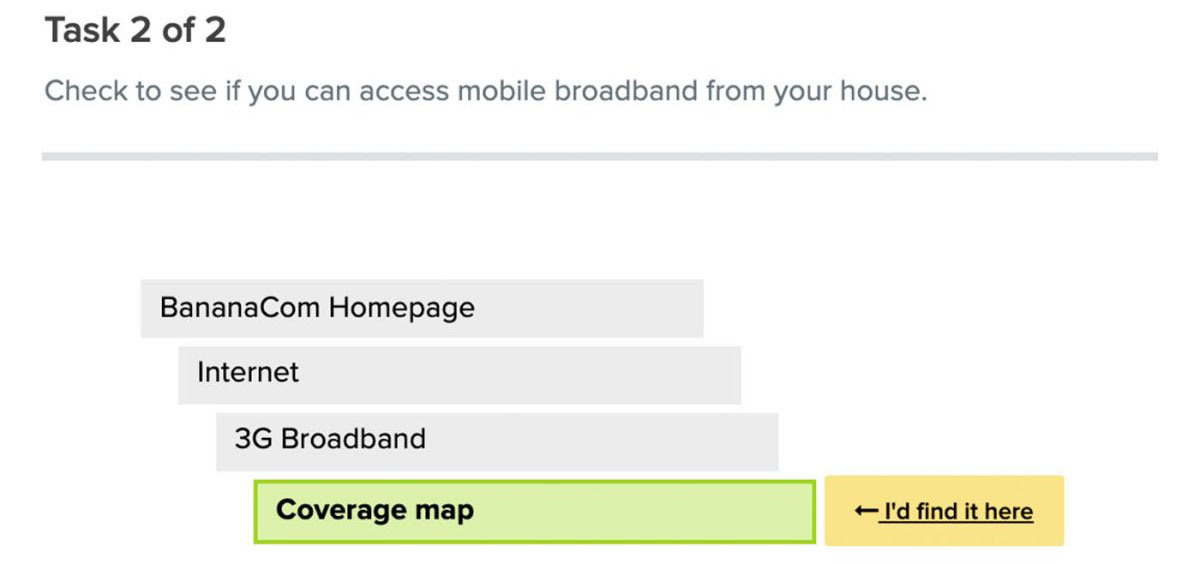 Task 2 of 2
Check to see if you can access mobile broadband from your house.
BananaCom Homepage
Internet
3G Broadband
Coverage map
← I'd find it here